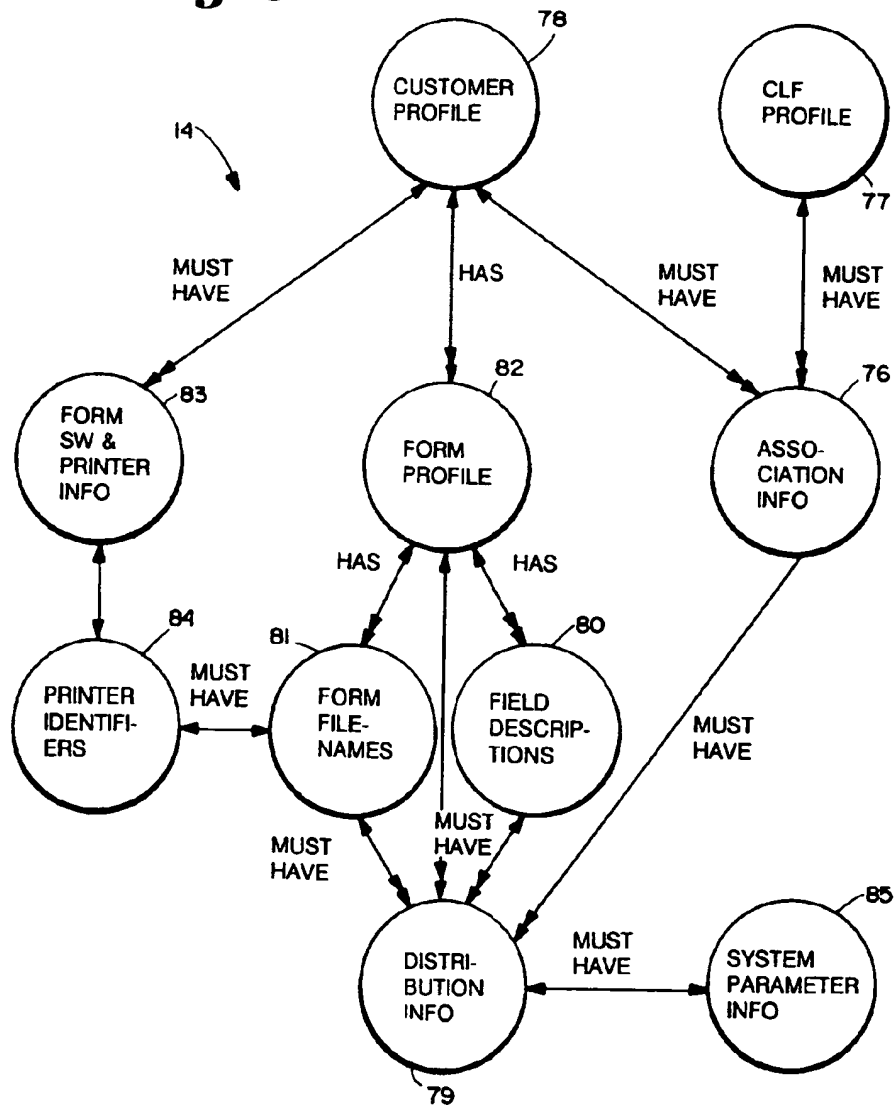 78
CUSTOMER
PROFILE
CLF
PROFILE
77
14
MUST
HAVE
HAS
MUST
HAVE
MUST
HAVE
83
FORM
SW &
PRINTER
INFO
82
FORM
PROFILE
76
ASSO-
CIATION
INFO
HAS
HAS
84
PRINTER
IDENTIFI-
ERS
MUST
HAVE
81
FORM
FILE-
NAMES
80
FIELD
DESCRIP-
TIONS
MUST
HAVE
MUST
HAVE
MUST
HAVE
79
DISTRI-
BUTION
INFO
MUST
HAVE
85
SYSTEM
PARAMETER
INFO